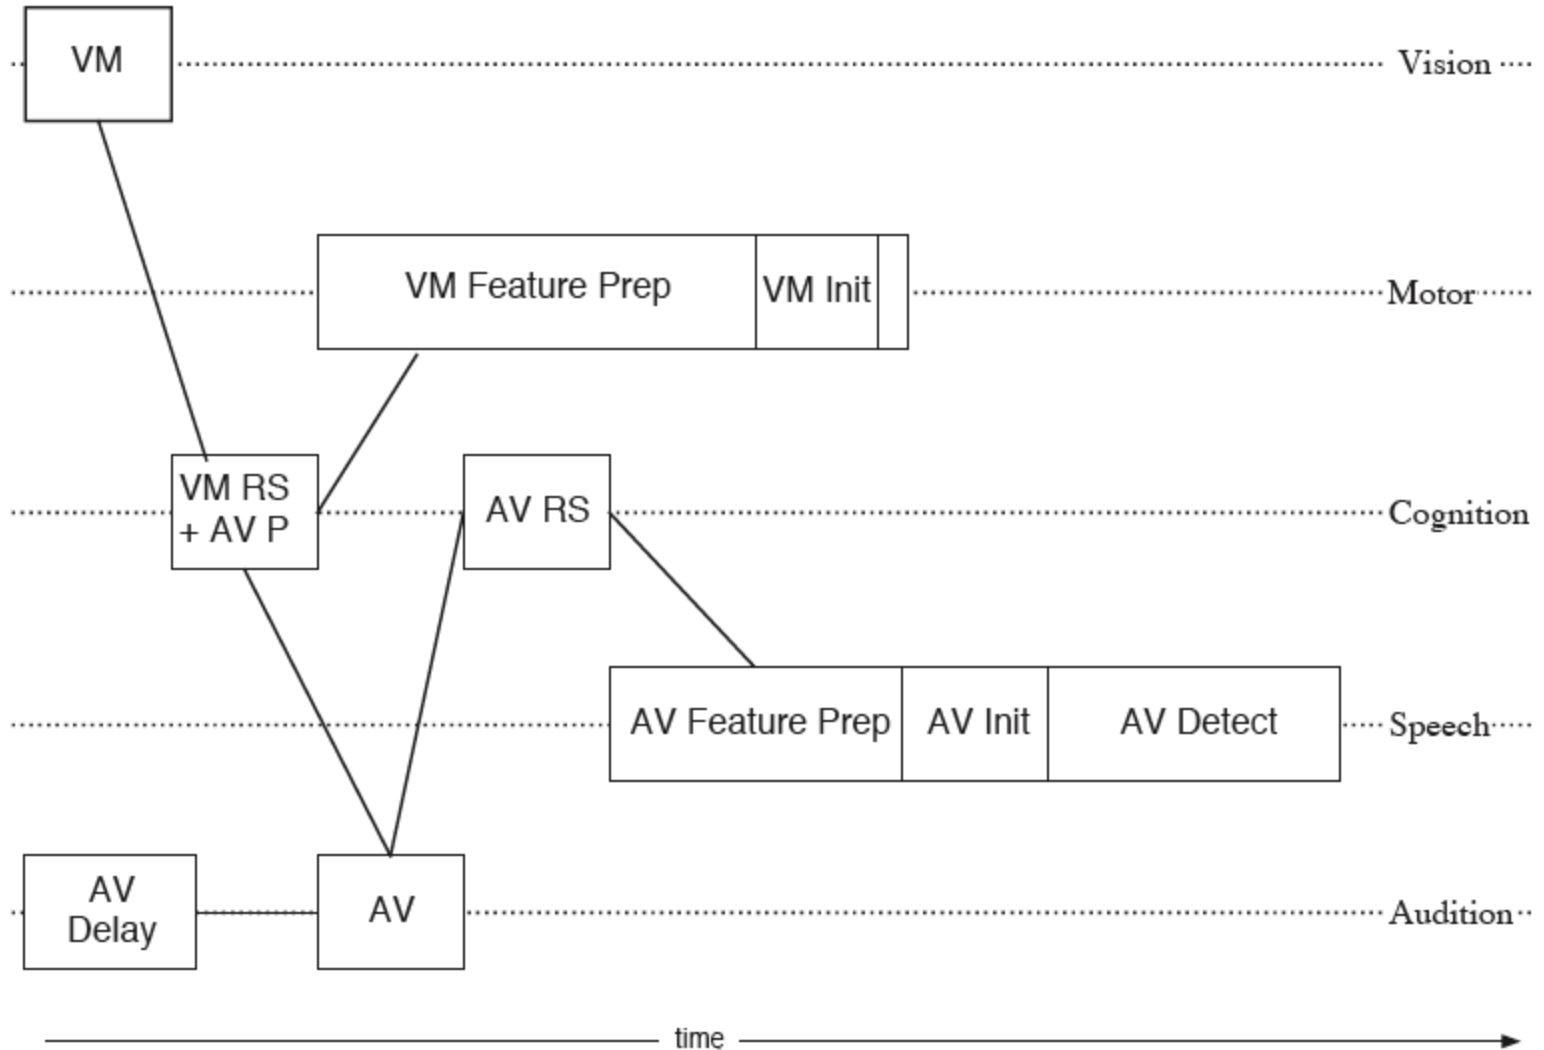 VM
Vision
VM Feature Prep
VM Init
Motor
VM RS
+ AV P
AV RS
Cognition
AV Feature Prep
AV Init
AV Detect
Speech
AV
Delay
AV
Audition
time